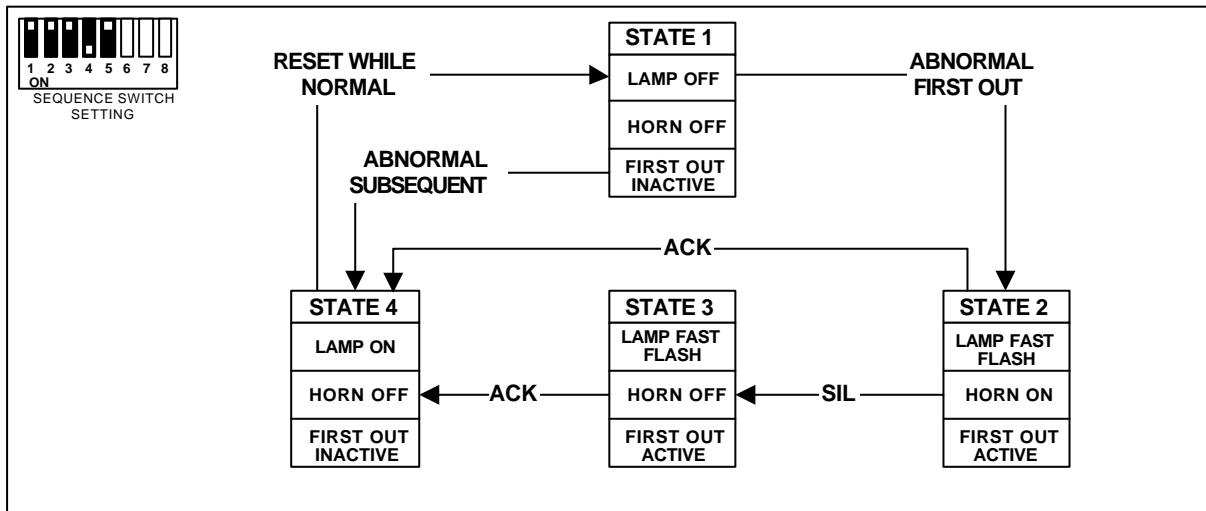 1 2 3 4 5 6 7 8
ON
SEQUENCE SWITCH
SETTING
RESET WHILE
NORMAL
STATE 1
LAMP OFF
HORN OFF
FIRST OUT
INACTIVE
ABNORMAL
FIRST OUT
ABNORMAL
SUBSEQUENT
ACK
STATE 4
LAMP ON
HORN OFF
FIRST OUT
INACTIVE
ACK
STATE 3
LAMP FAST
FLASH
HORN OFF
FIRST OUT
ACTIVE
SIL
STATE 2
LAMP FAST
FLASH
HORN ON
FIRST OUT
ACTIVE